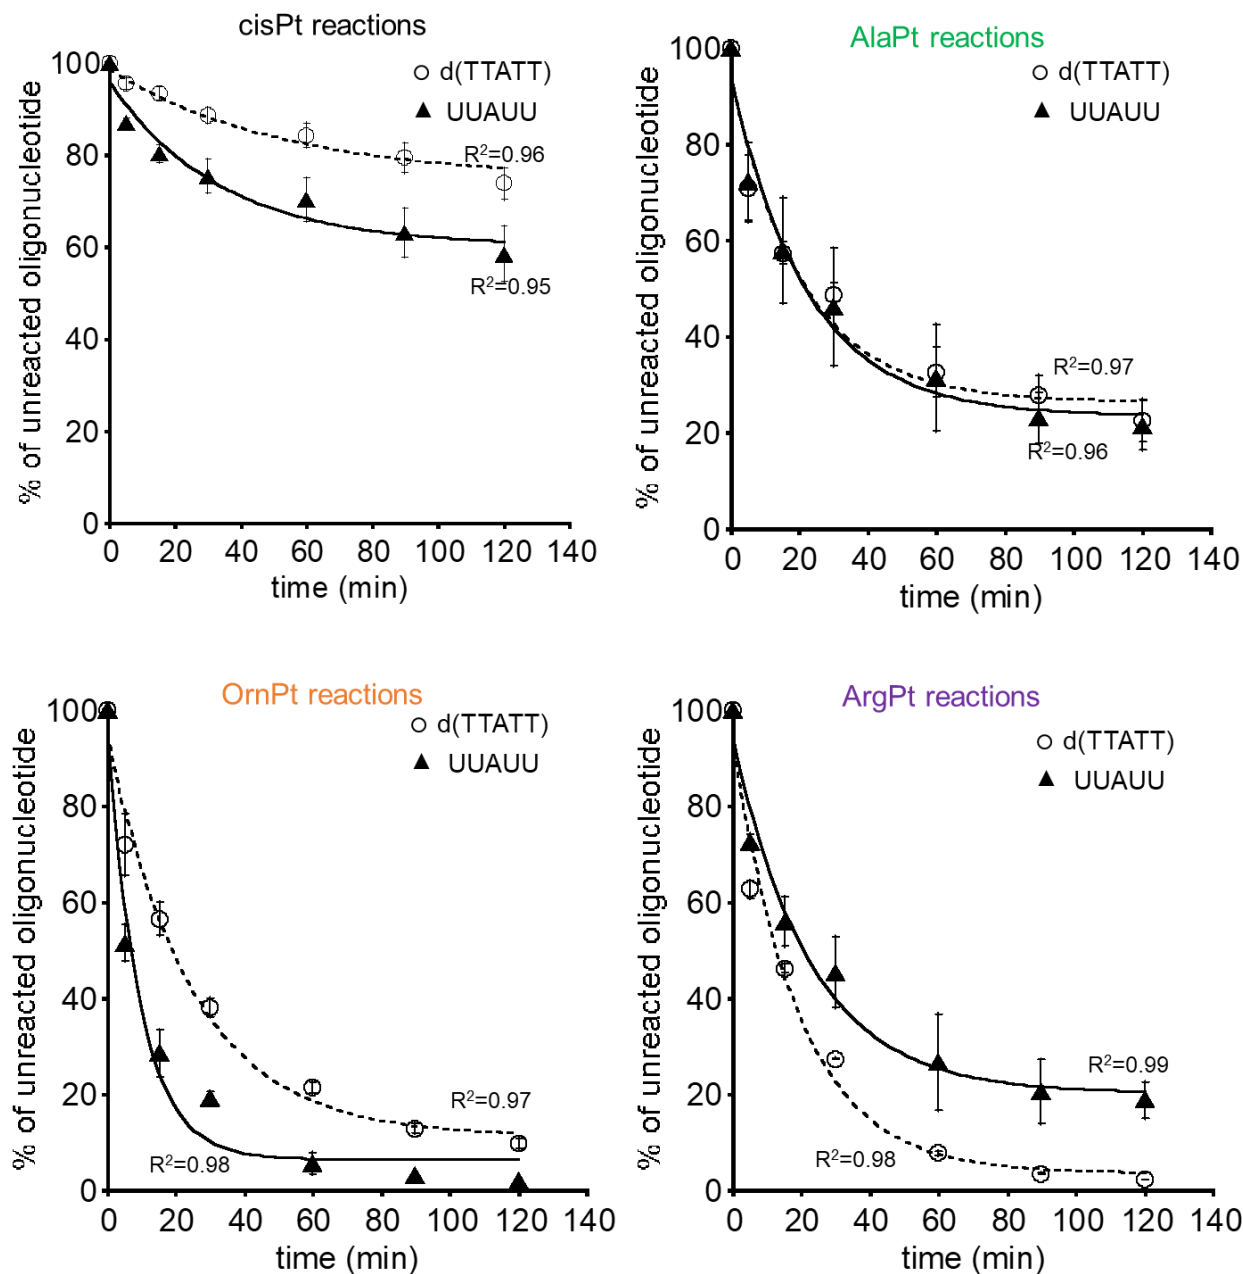 cisPt reactions
% of unreacted oligonucleotide
100
80
60
40
20
0
○ d(TTATT)
▲ UUAUU
R²=0.96
R²=0.95
0 20 40 60 80 100 120 140
time (min)
AlaPt reactions
% of unreacted oligonucleotide
100
80
60
40
20
0
○ d(TTATT)
▲ UUAUU
R²=0.97
R²=0.96
0 20 40 60 80 100 120 140
time (min)
OrnPt reactions
% of unreacted oligonucleotide
100
80
60
40
20
0
○ d(TTATT)
▲ UUAUU
R²=0.97
R²=0.98
0 20 40 60 80 100 120 140
time (min)
ArgPt reactions
% of unreacted oligonucleotide
100
80
60
40
20
0
○ d(TTATT)
▲ UUAUU
R²=0.99
R²=0.98
0 20 40 60 80 100 120 140
time (min)